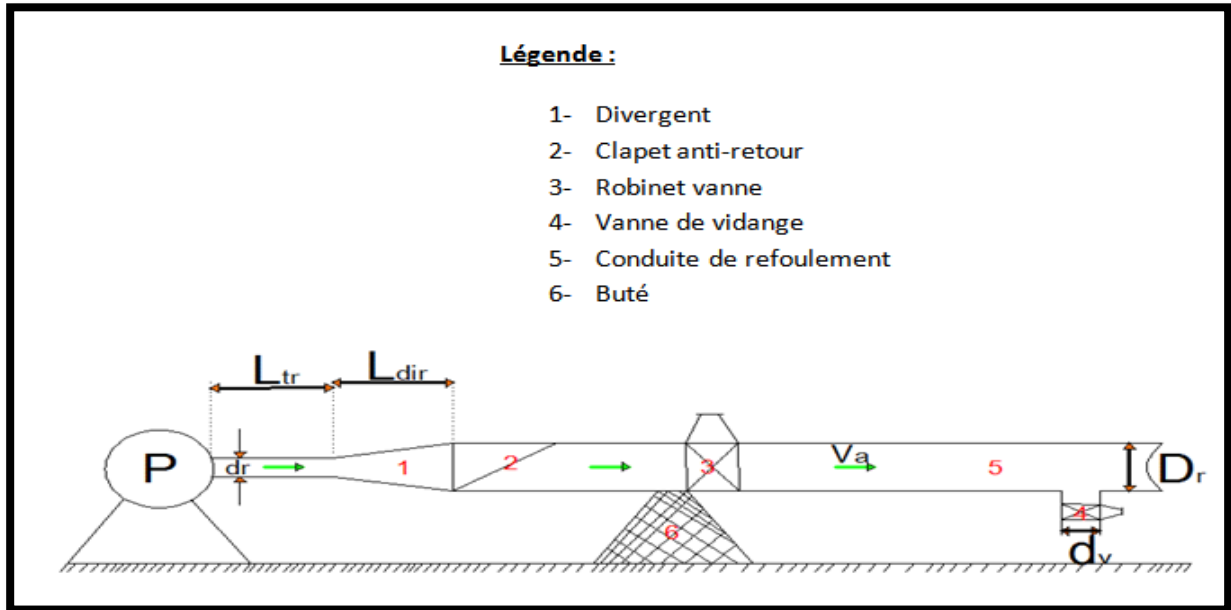 Légende :
1- Divergent
2- Clapet anti-retour
3- Robinet vanne
4- Vanne de vidange
5- Conduite de refoulement
6- Buté
Ltr
Ldir
P
dr
1
2
3
Va
5
Dr
4
6
dv